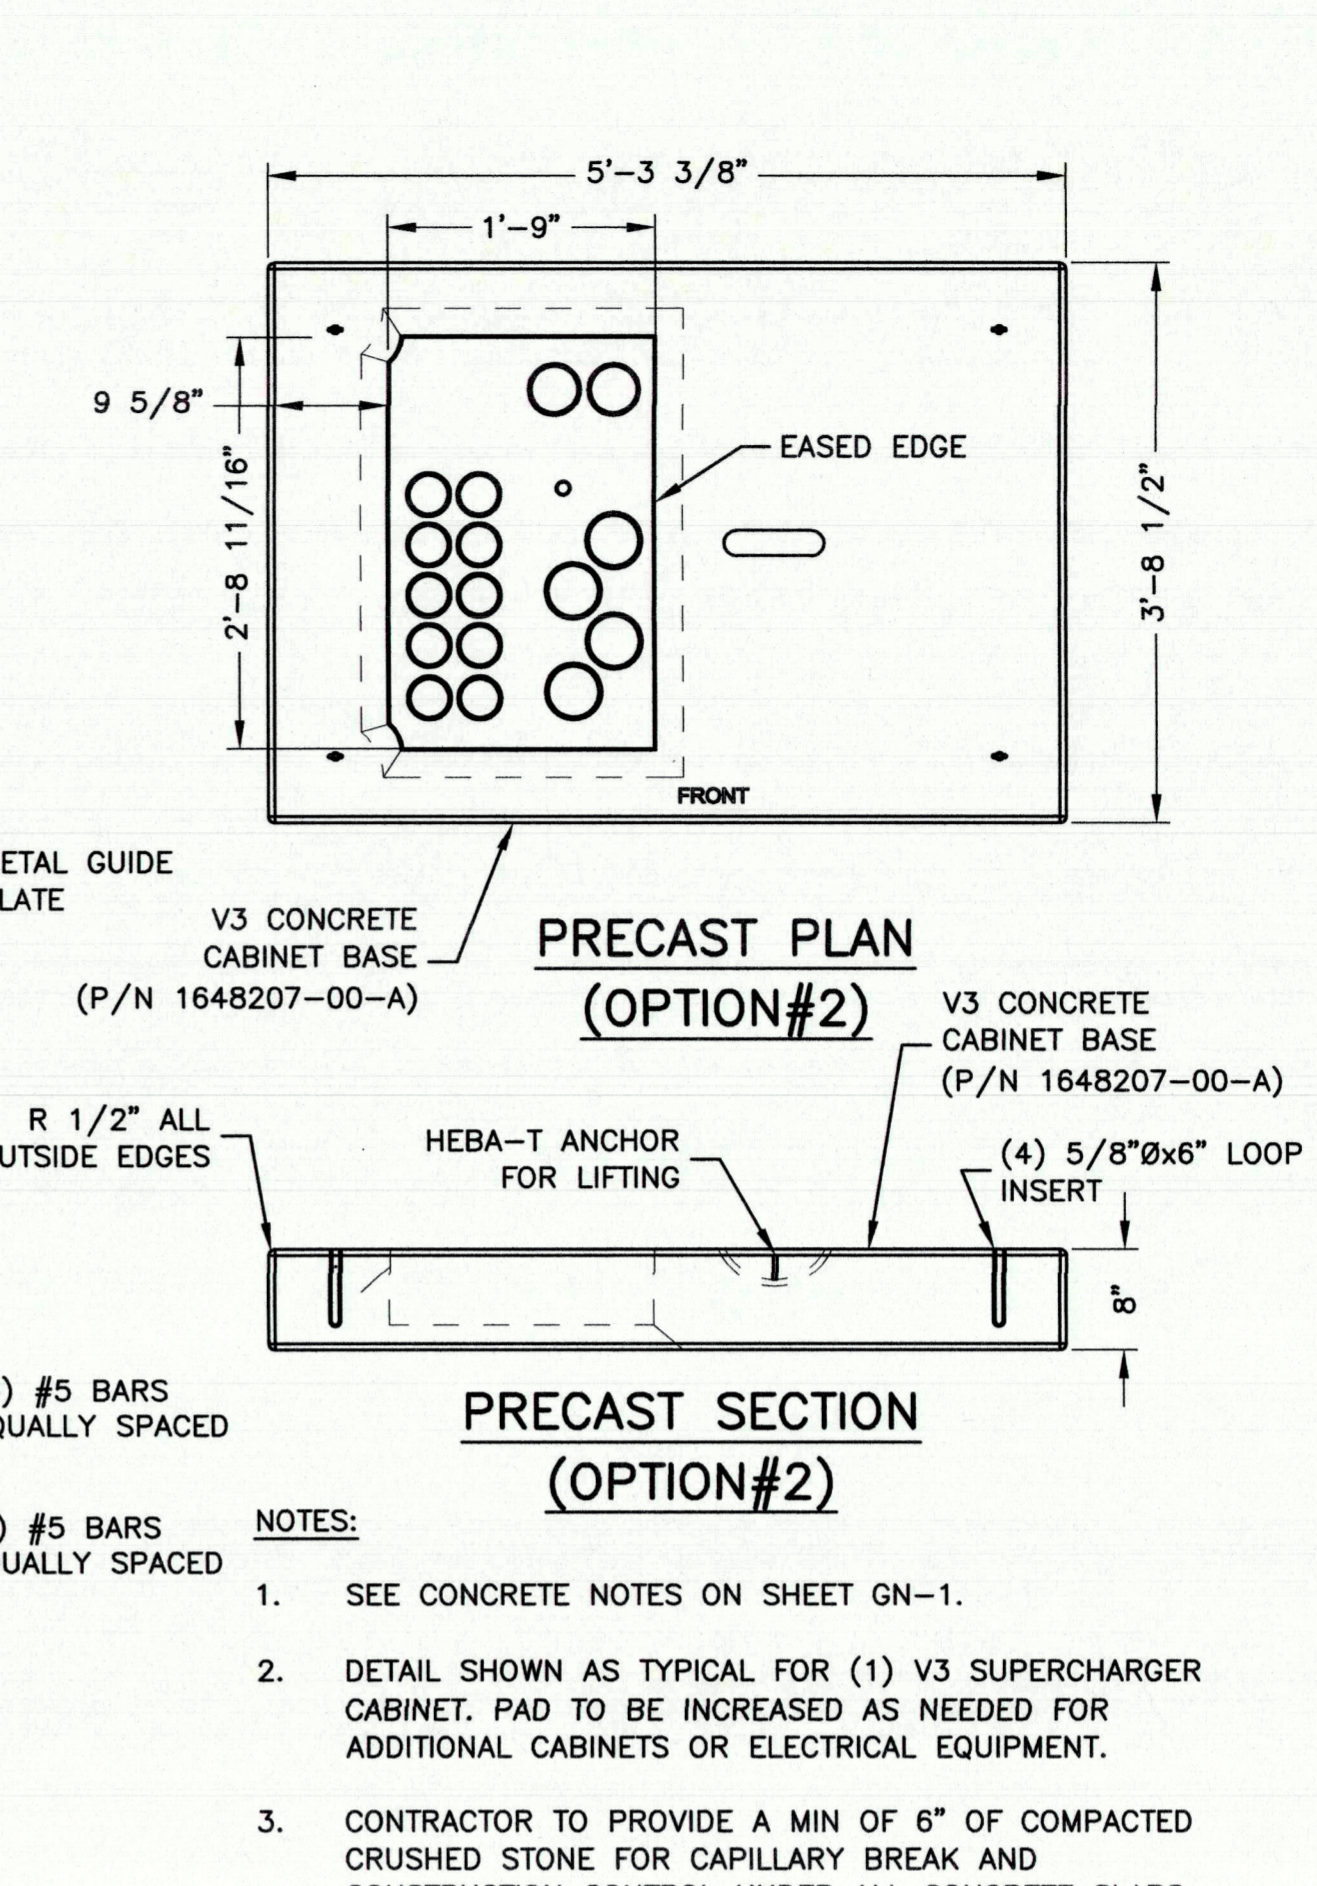 5'-3 3/8"
1'-9"
9 5/8"
2'-8 11/16"
EASED EDGE
3'-8 1/2"
FRONT
ETAL GUIDE
LATE
V3 CONCRETE
CABINET BASE
(P/N 1648207-00-A)
PRECAST PLAN
(OPTION#2)
V3 CONCRETE
CABINET BASE
(P/N 1648207-00-A)
R 1/2" ALL
UTSIDE EDGES
HEBA-T ANCHOR
FOR LIFTING
(4) 5/8"Øx6" LOOP
INSERT
8"
) #5 BARS
QUALLY SPACED
PRECAST SECTION
(OPTION#2)
) #5 BARS
UALLY SPACED
NOTES:
1. SEE CONCRETE NOTES ON SHEET GN-1.
2. DETAIL SHOWN AS TYPICAL FOR (1) V3 SUPERCHARGER
CABINET. PAD TO BE INCREASED AS NEEDED FOR
ADDITIONAL CABINETS OR ELECTRICAL EQUIPMENT.
3. CONTRACTOR TO PROVIDE A MIN OF 6" OF COMPACTED
CRUSHED STONE FOR CAPILLARY BREAK AND